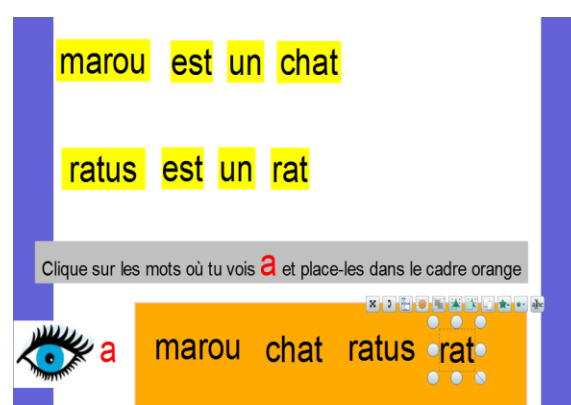 marou est un chat
ratus est un rat
Clique sur les mots où tu vois a et place-les dans le cadre orange
a marou chat ratus rat